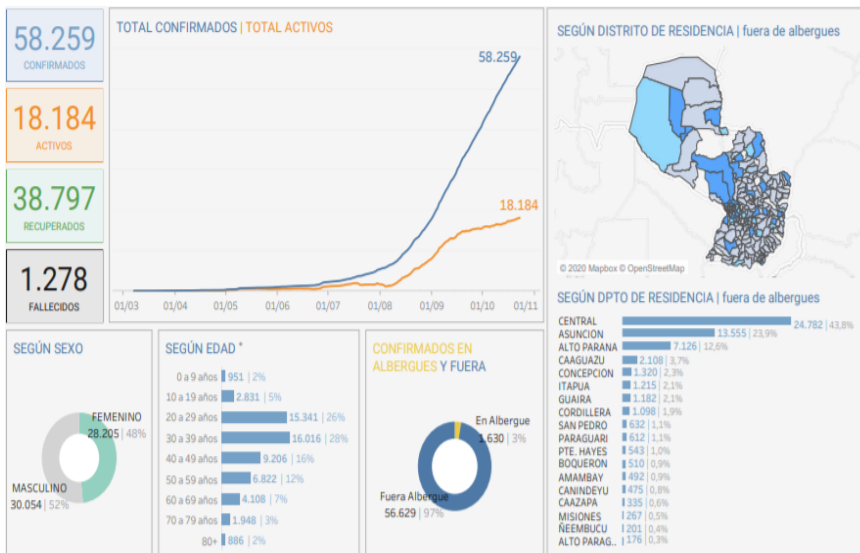 58.259
CONFIRMADOS
18.184
ACTIVOS
38.797
RECUPERADOS
1.278
FALLECIDOS
TOTAL CONFIRMADOS | TOTAL ACTIVOS
58.259
18.184
01/03 01/04 01/05 01/06 01/07 01/08 01/09 01/10 01/11
SEGÚN SEXO
FEMENINO
28.205 | 48%
MASCULINO
30.054 | 52%
SEGÚN EDAD *
0 a 9 años 951 | 2%
10 a 19 años 2.831 | 5%
20 a 29 años 15.341 | 26%
30 a 39 años 16.016 | 28%
40 a 49 años 9.206 | 16%
50 a 59 años 6.822 | 12%
60 a 69 años 4.108 | 7%
70 a 79 años 1.948 | 3%
80+ 886 | 2%
CONFIRMADOS EN
ALBERGUES Y FUERA
En Albergue
1.630 | 3%
Fuera Albergue
56.629 | 97%
SEGÚN DISTRITO DE RESIDENCIA | fuera de albergues
© 2020 Mapbox © OpenStreetMap
SEGÚN DPTO DE RESIDENCIA | fuera de albergues
CENTRAL 24.782 | 43,8%
ASUNCION 13.555 | 23,9%
ALTO PARANA 7.126 | 12,6%
CAAGUAZU 2.108 | 3,7%
CONCEPCION 1.320 | 2,3%
ITAPUA 1.215 | 2,1%
GUAIRA 1.182 | 2,1%
CORDILLERA 1.098 | 1,9%
SAN PEDRO 632 | 1,1%
PARAGUARI 612 | 1,1%
PTE. HAYES 543 | 1,0%
BOQUERON 510 | 0,9%
AMAMBAY 492 | 0,9%
CANINDEYU 475 | 0,8%
CAAZAPA 335 | 0,6%
MISIONES 267 | 0,5%
ÑEEMBUCU 201 | 0,4%
ALTO PARAG.. 176 | 0,3%